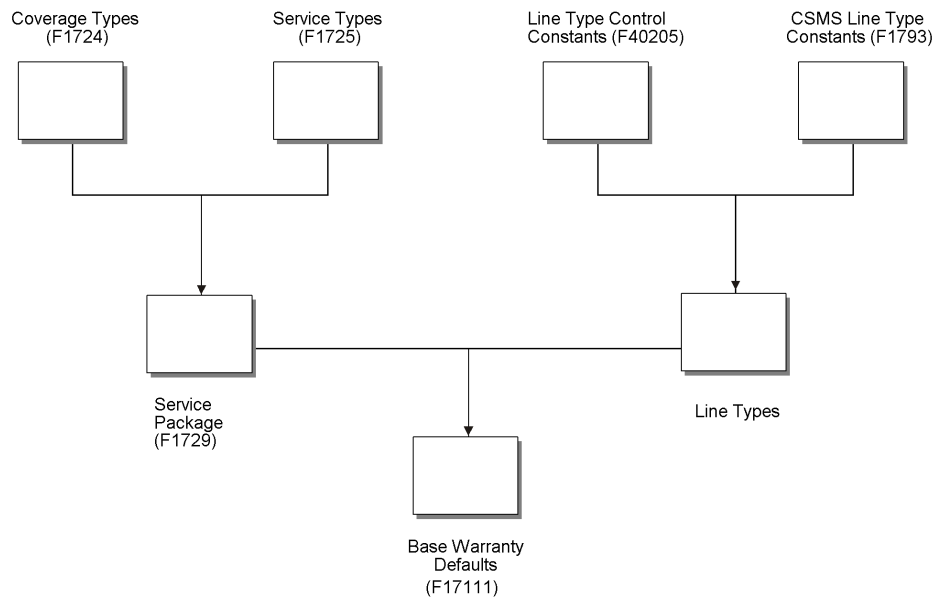 Coverage Types
(F1724)
Service Types
(F1725)
Line Type Control
Constants (F40205)
CSMS Line Type
Constants (F1793)
Service
Package
(F1729)
Line Types
Base Warranty
Defaults
(F17111)